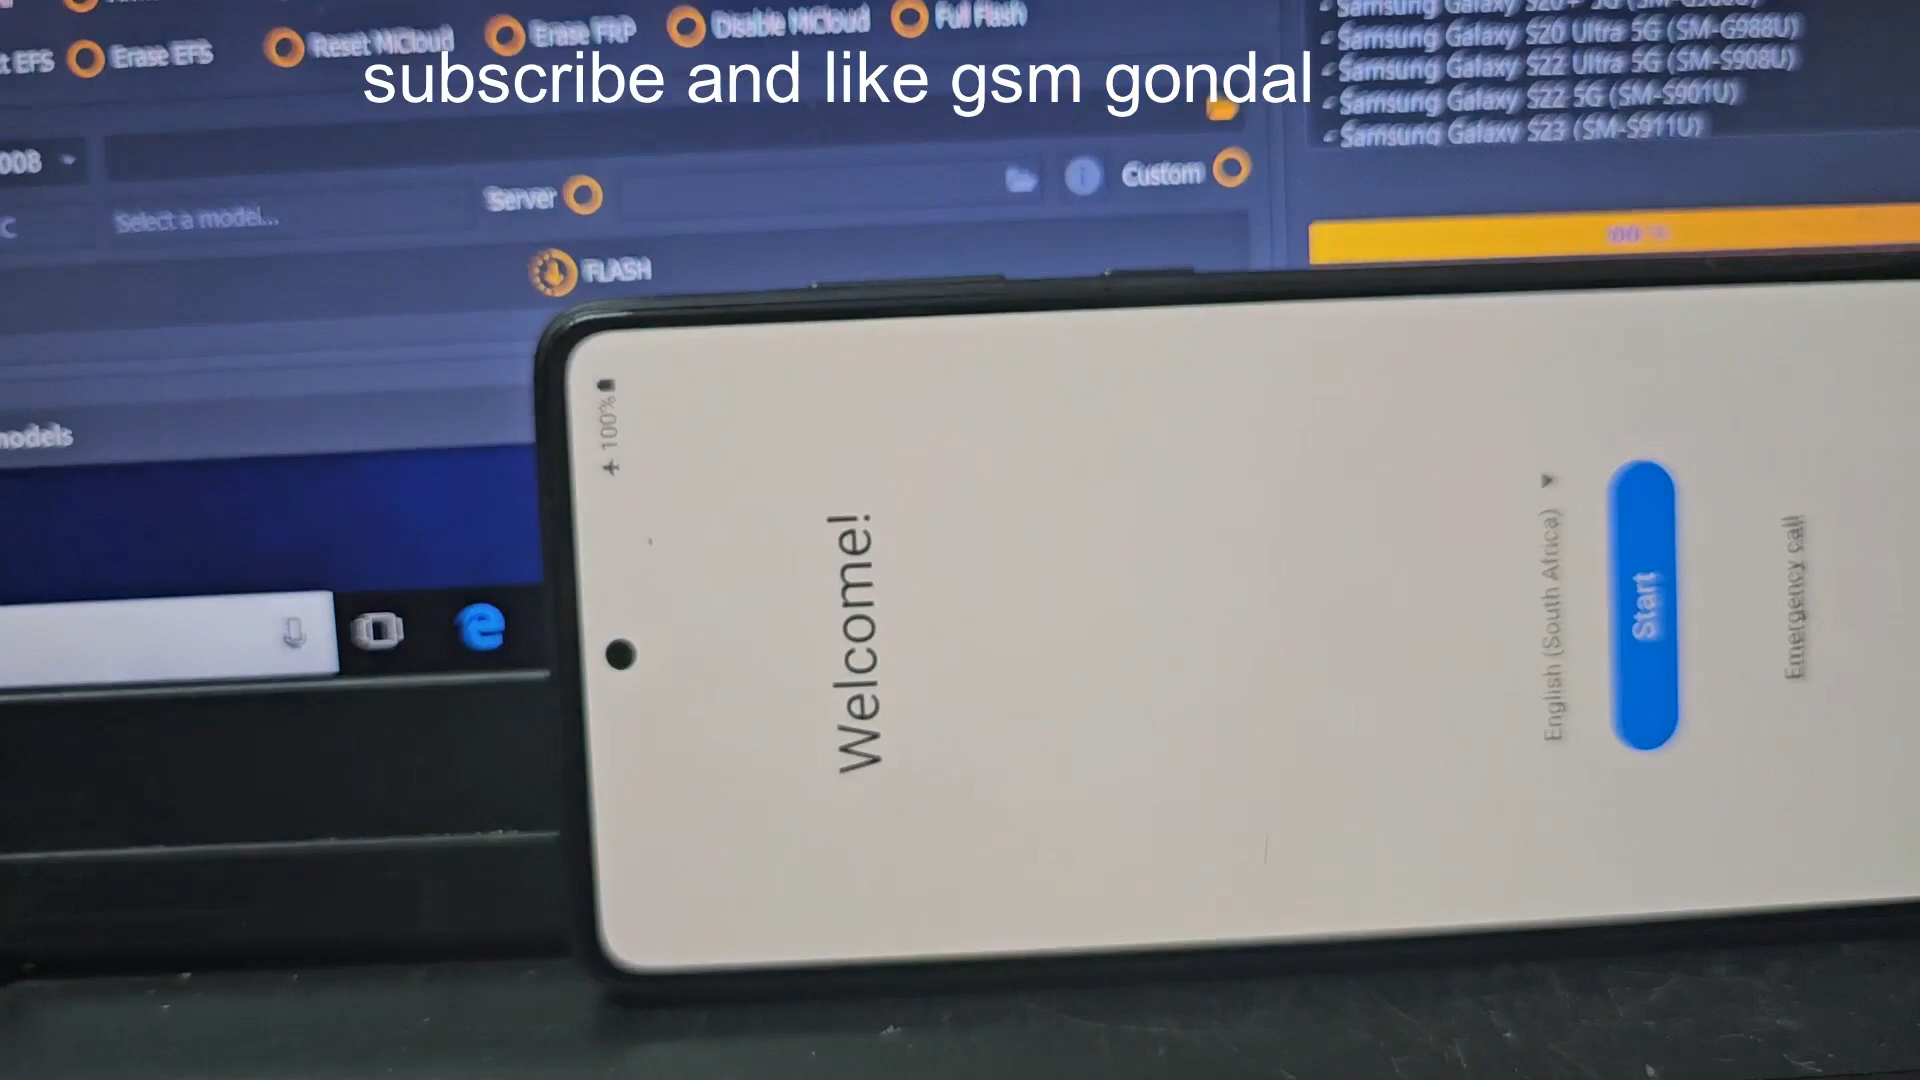 Erase EFS
Reset MiCloud
Erase FRP
Disable MiCloud
Full Flash
t EFS
subscribe and like gsm gondal
Samsung Galaxy S20 Ultra 5G (SM-G988U)
Samsung Galaxy S22 Ultra 5G (SM-S908U)
Samsung Galaxy S22 5G (SM-S901U)
Samsung Galaxy S23 (SM-S911U)
008
Select a model...
Server
Custom
FLASH
C
models
100%
Welcome!
English (South Africa)
Start
Emergency call